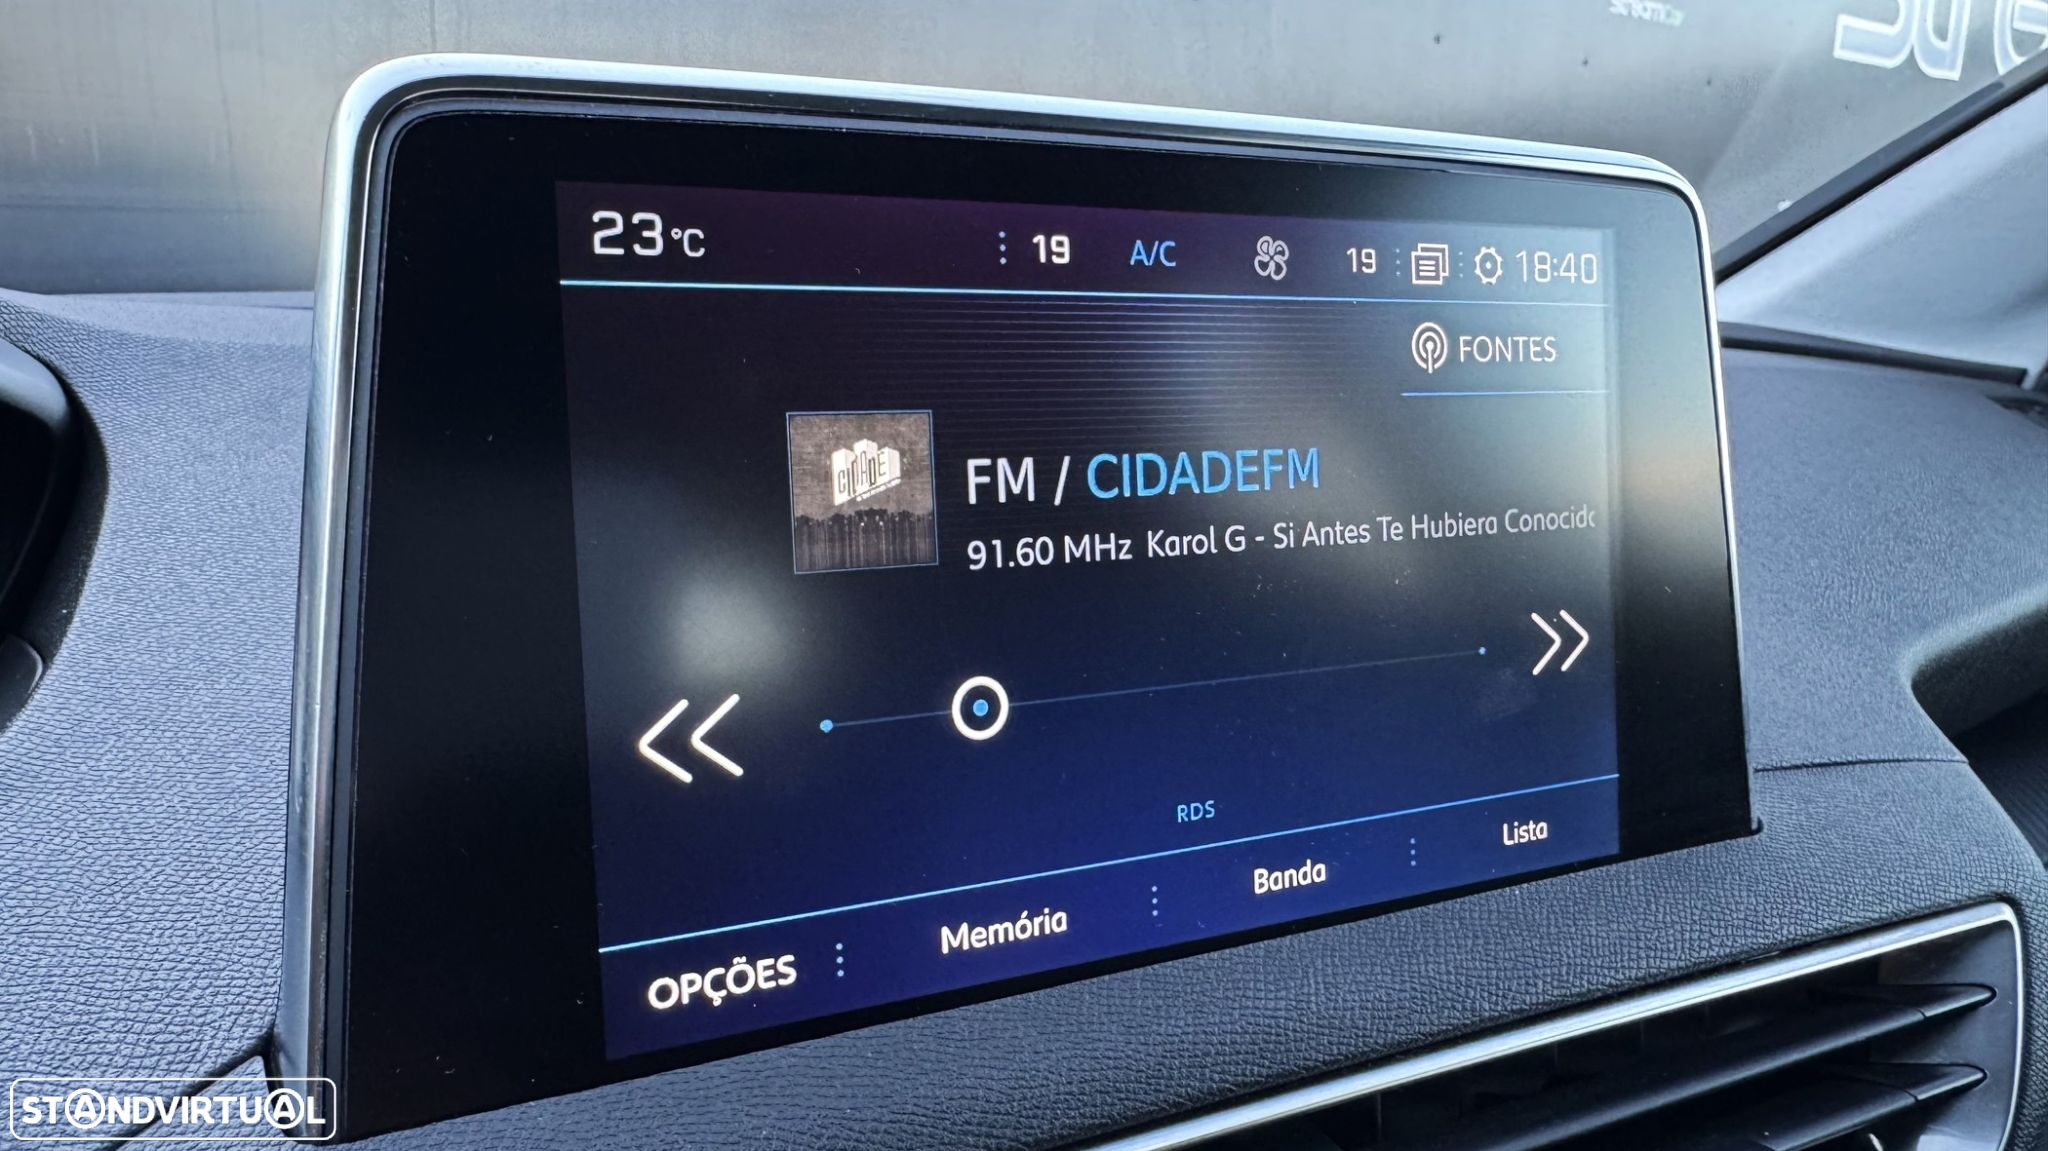 23°C
19 A/C 19 18:40
FONTES
CIDADE
FM / CIDADEFM
91.60 MHz Karol G - Si Antes Te Hubiera Conocido
RDS
OPÇÕES Memória Banda Lista
STANDVIRTUAL